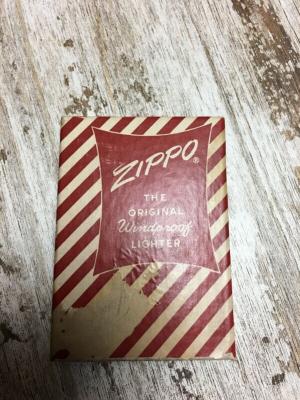 ZIPPO®
THE
ORIGINAL
Windproof
LIGHTER